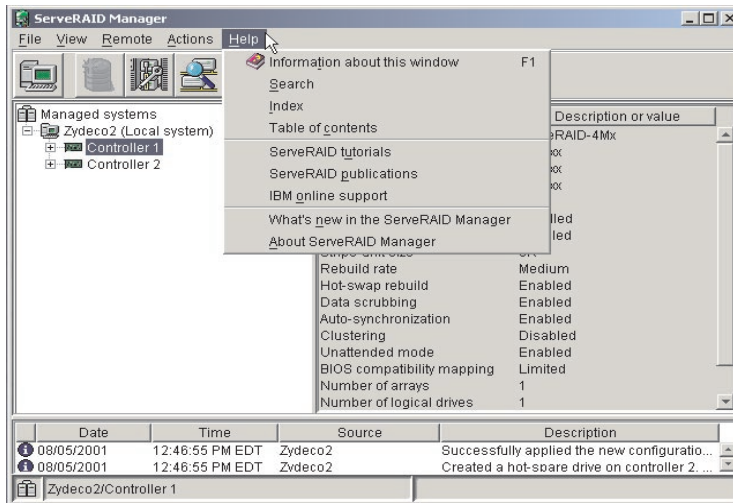 ServeRAID Manager
File View Remote Actions Help
Information about this window F1
Search
Index
Table of contents
ServeRAID tutorials
ServeRAID publications
IBM online support
What's new in the ServeRAID Manager
About ServeRAID Manager
Managed systems
Zydeco2 (Local system)
Controller 1
Controller 2
Description or value
Rebuild rate Medium
Hot-swap rebuild Enabled
Data scrubbing Enabled
Auto-synchronization Enabled
Clustering Disabled
Unattended mode Enabled
BIOS compatibility mapping Limited
Number of arrays 1
Number of logical drives 1
Date Time Source Description
08/05/2001 12:46:55 PM EDT Zydeco2 Successfully applied the new configuratio...
08/05/2001 12:46:55 PM EDT Zydeco2 Created a hot-spare drive on controller 2. ...
Zydeco2/Controller 1